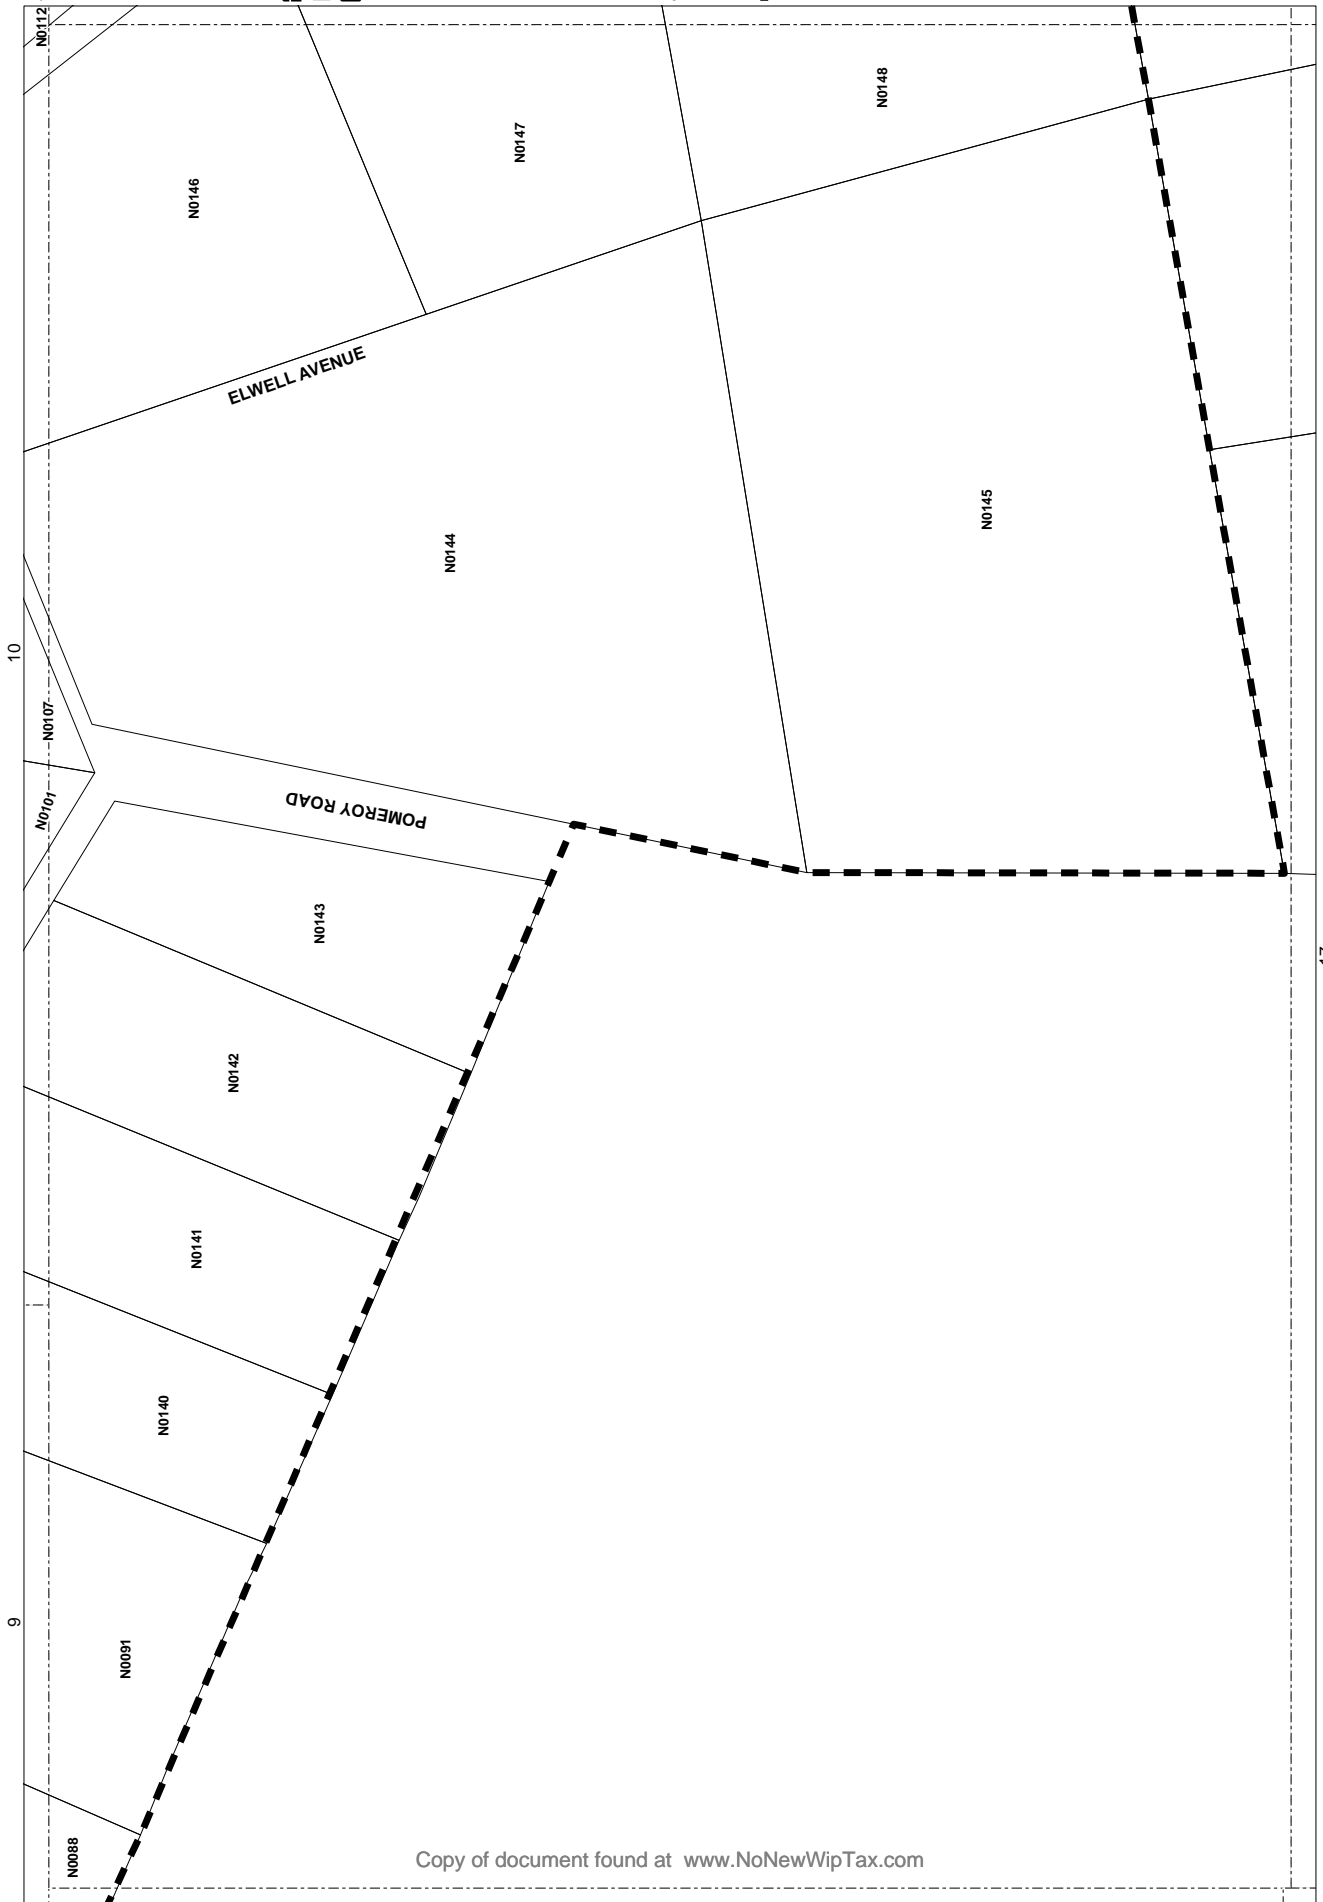 N0112
N0148
N0147
N0146
ELWELL AVENUE
N0145
N0144
10
N0107
N0101
POMEROY ROAD
N0143
N0142
N0141
N0140
9
N0091
N0088
Copy of document found at www.NoNewWipTax.com